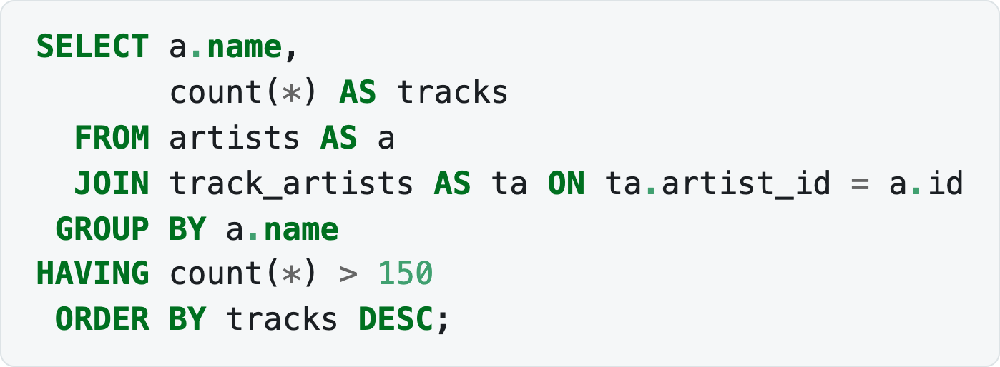 SELECT a.name,
       count(*) AS tracks
  FROM artists AS a
  JOIN track_artists AS ta ON ta.artist_id = a.id
 GROUP BY a.name
HAVING count(*) > 150
 ORDER BY tracks DESC;